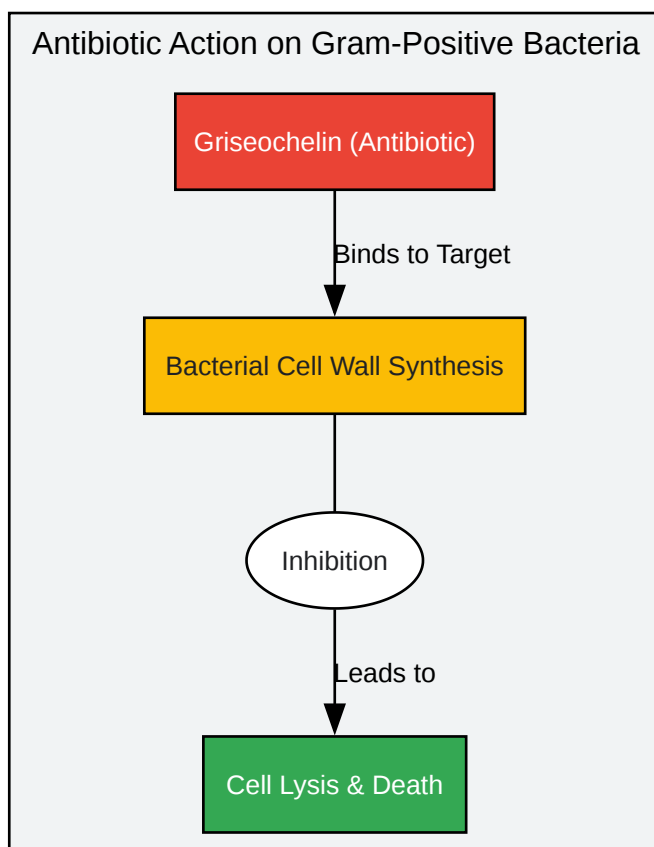 Antibiotic Action on Gram-Positive Bacteria
Griseochelin (Antibiotic)
Binds to Target
Bacterial Cell Wall Synthesis
Inhibition
Leads to
Cell Lysis & Death